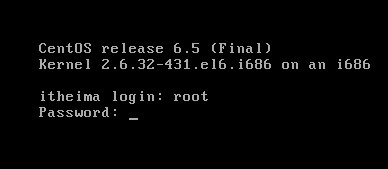 CentOS release 6.5 (Final)
Kernel 2.6.32-431.el6.i686 on an i686
itheima login: root
Password: _